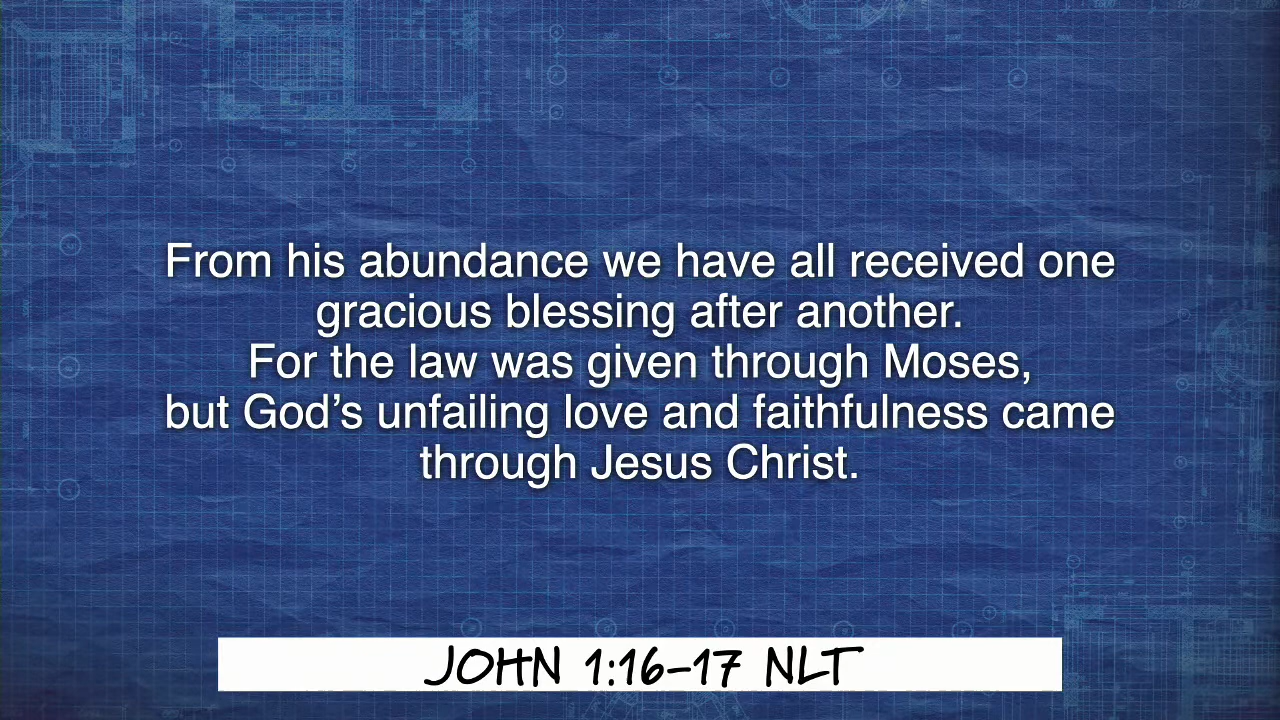 From his abundance we have all received one
gracious blessing after another.
For the law was given through Moses,
but God’s unfailing love and faithfulness came
through Jesus Christ.
JOHN 1:16–17 NLT